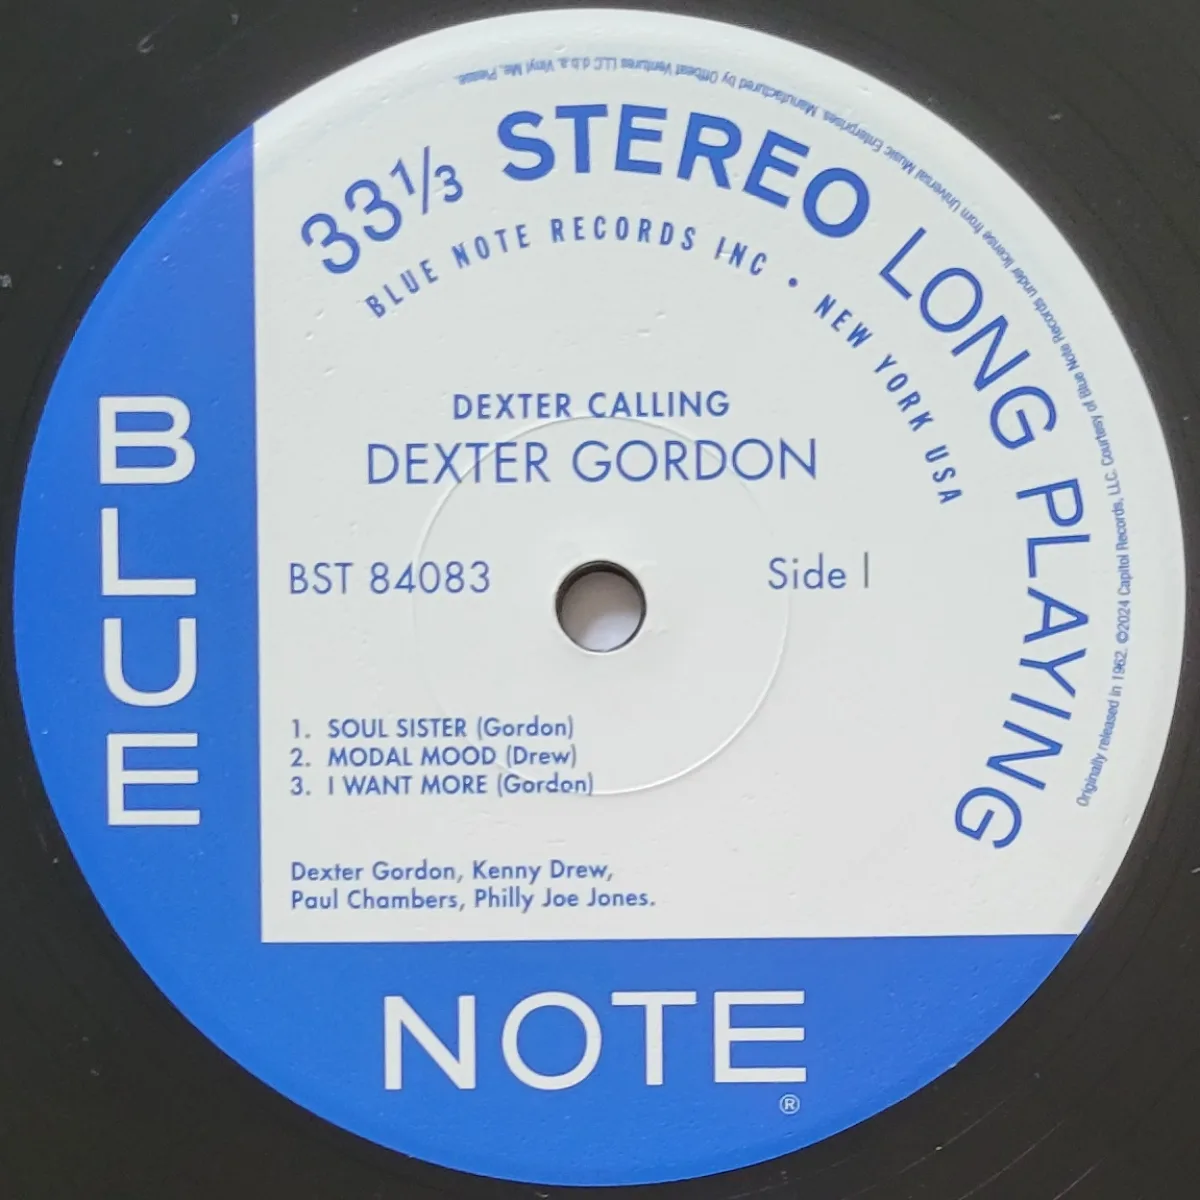 33⅓ STEREO LONG PLAYING
BLUE NOTE RECORDS INC • NEW YORK USA
DEXTER CALLING
DEXTER GORDON
BST 84083
Side 1
1. SOUL SISTER (Gordon)
2. MODAL MOOD (Drew)
3. I WANT MORE (Gordon)
Dexter Gordon, Kenny Drew,
Paul Chambers, Philly Joe Jones.
BLUE
NOTE
®
Originally released in 1962. ©2024 Capitol Records, LLC. Courtesy of Blue Note Records under license from Universal Music Enterprises. Manufactured by Offbeat Ventures LLC d.b.a. Vinyl Me, Please.